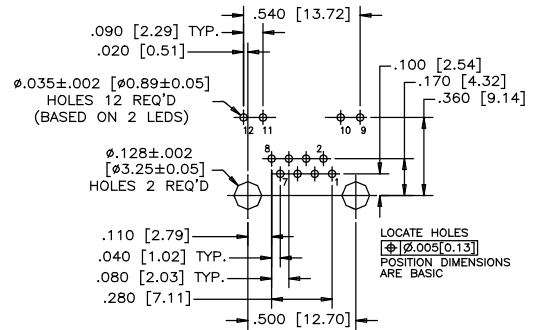 .540 [13.72]
.090 [2.29] TYP.
.020 [0.51]
.100 [2.54]
.170 [4.32]
.360 [9.14]
ø.035±.002 [ø0.89±0.05]
HOLES 12 REQ'D
(BASED ON 2 LEDS)
12 11
10 9
8 2
ø.128±.002
[ø3.25±0.05]
HOLES 2 REQ'D
7 1
.110 [2.79]
.040 [1.02] TYP.
.080 [2.03] TYP.
.280 [7.11]
.500 [12.70]
LOCATE HOLES
⌖ Ø.005[0.13]
POSITION DIMENSIONS
ARE BASIC